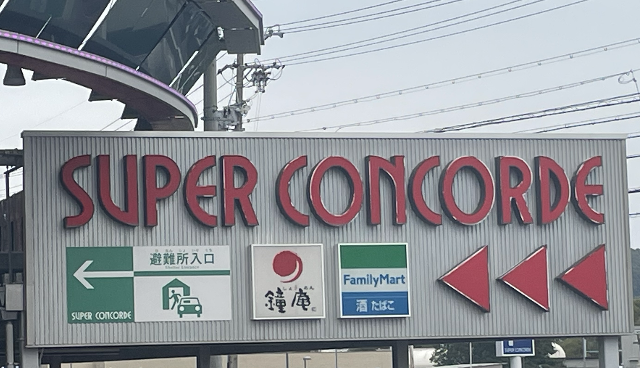 SUPER CONCORDE
避難所入口
SUPER CONCORDE
鐘庵
FamilyMart
酒 たばこ
SUPER CONCORDE